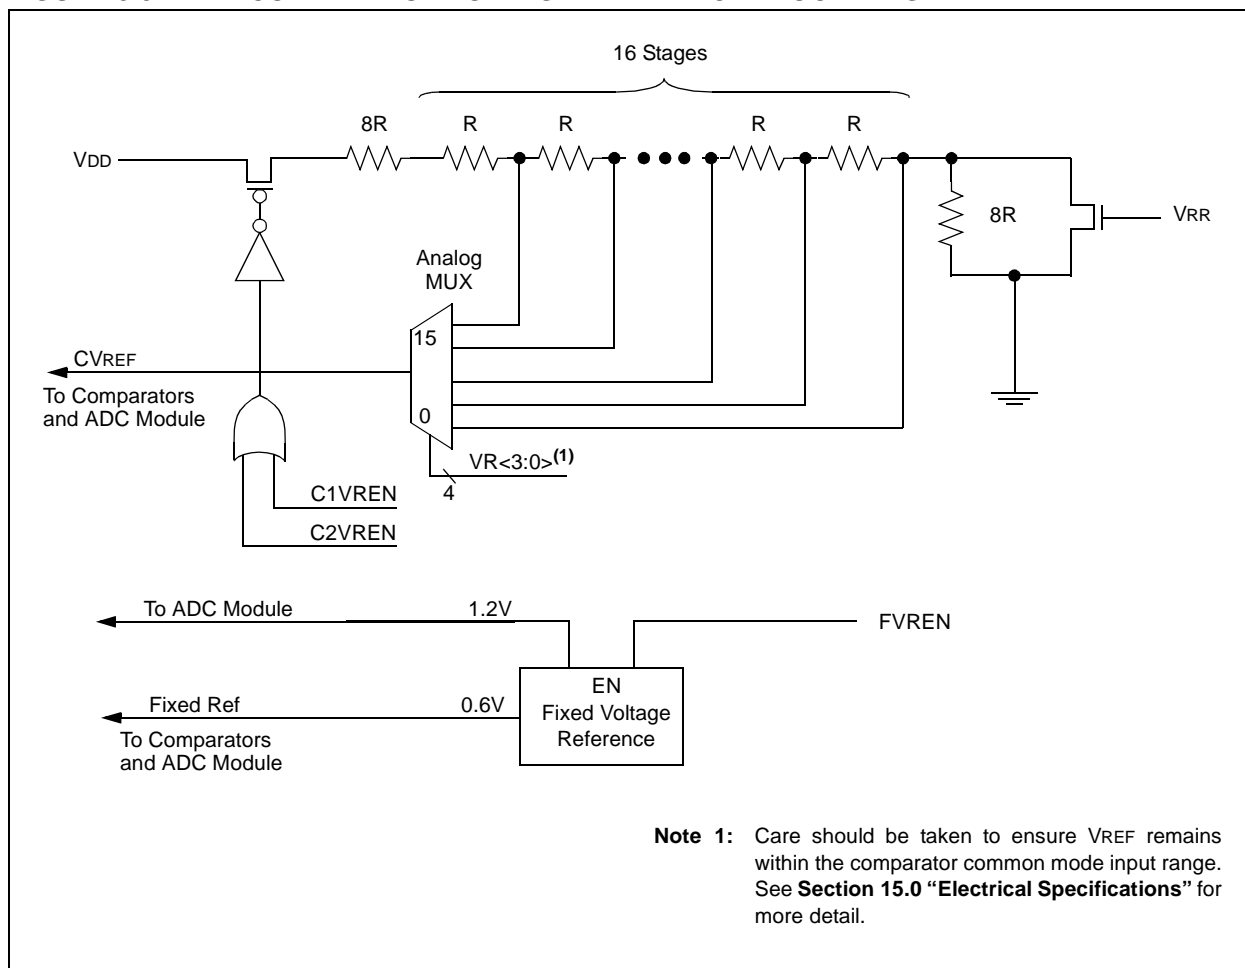 16 Stages
8R R R R R
VDD
8R
VRR
Analog
MUX
15
CVREF
To Comparators
and ADC Module
0
VR<3:0>(1)
4
C1VREN
C2VREN
To ADC Module 1.2V
FVREN
EN
Fixed Ref 0.6V
Fixed Voltage
Reference
To Comparators
and ADC Module
Note 1: Care should be taken to ensure VREF remains
within the comparator common mode input range.
See Section 15.0 “Electrical Specifications” for
more detail.